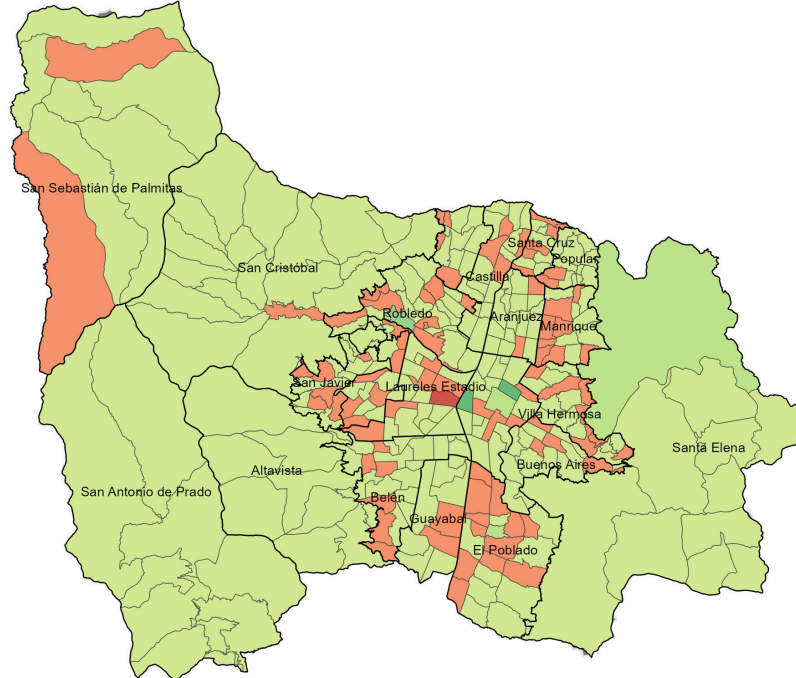 San Sebastián de Palmitas
San Cristóbal
Santa Cruz
Popular
Castilla
Robledo
Aranjuez
Manrique
San Javier
Laureles Estadio
Villa Hermosa
Santa Elena
Altavista
Buenos Aires
San Antonio de Prado
Belén
Guayabal
El Poblado